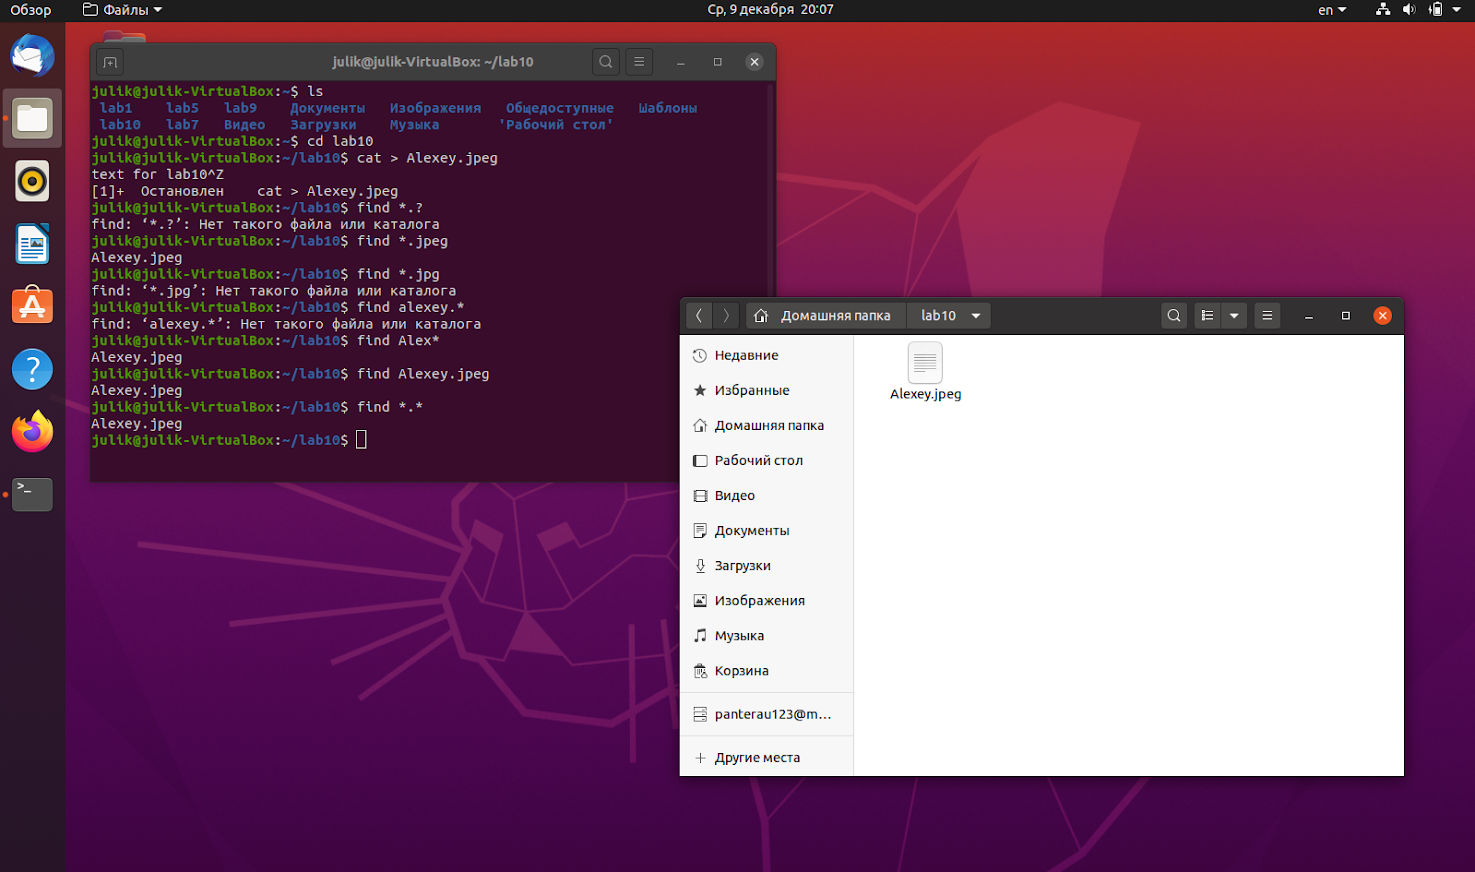 Обзор Файлы Ср, 9 декабря 20:07 en
julik@julik-VirtualBox: ~/lab10
julik@julik-VirtualBox:~$ ls
lab1 lab5 lab9 Документы Изображения Общедоступные Шаблоны
lab10 lab7 Видео Загрузки Музыка 'Рабочий стол'
julik@julik-VirtualBox:~$ cd lab10
julik@julik-VirtualBox:~/lab10$ cat > Alexey.jpeg
text for lab10^Z
[1]+ Остановлен cat > Alexey.jpeg
julik@julik-VirtualBox:~/lab10$ find *.?
find: ‘*.?’: Нет такого файла или каталога
julik@julik-VirtualBox:~/lab10$ find *.jpeg
Alexey.jpeg
julik@julik-VirtualBox:~/lab10$ find *.jpg
find: ‘*.jpg’: Нет такого файла или каталога
julik@julik-VirtualBox:~/lab10$ find alexey.*
find: ‘alexey.*’: Нет такого файла или каталога
julik@julik-VirtualBox:~/lab10$ find Alex*
Alexey.jpeg
julik@julik-VirtualBox:~/lab10$ find Alexey.jpeg
Alexey.jpeg
julik@julik-VirtualBox:~/lab10$ find *.*
Alexey.jpeg
julik@julik-VirtualBox:~/lab10$
Домашняя папка lab10
Недавние
Избранные
Домашняя папка
Рабочий стол
Видео
Документы
Загрузки
Изображения
Музыка
Корзина
panterau123@m...
Другие места
Alexey.jpeg